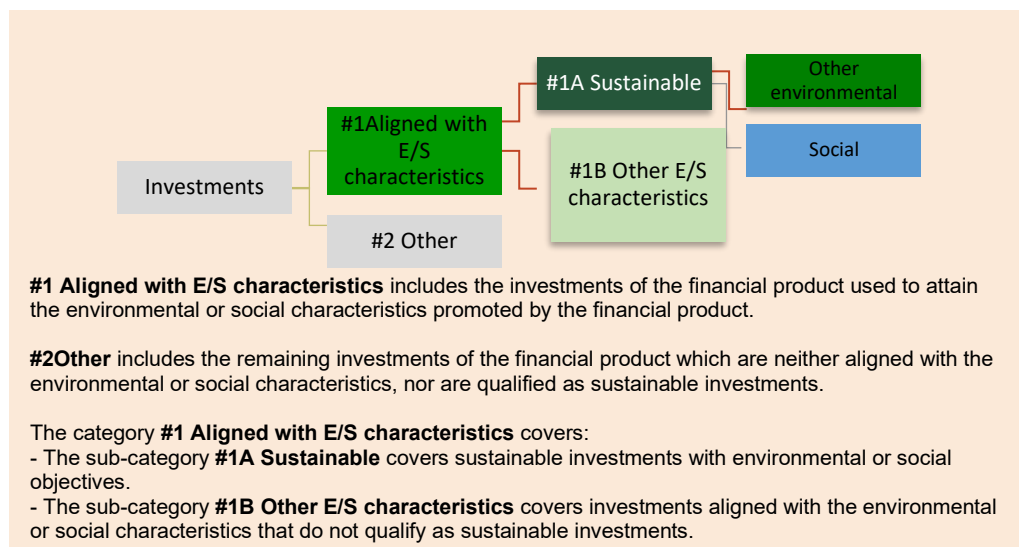 Investments
#1Aligned with
E/S
characteristics
#2 Other
#1A Sustainable
#1B Other E/S
characteristics
Other
environmental
Social
#1 Aligned with E/S characteristics includes the investments of the financial product used to attain
the environmental or social characteristics promoted by the financial product.
#2Other includes the remaining investments of the financial product which are neither aligned with the
environmental or social characteristics, nor are qualified as sustainable investments.
The category #1 Aligned with E/S characteristics covers:
- The sub-category #1A Sustainable covers sustainable investments with environmental or social
objectives.
- The sub-category #1B Other E/S characteristics covers investments aligned with the environmental
or social characteristics that do not qualify as sustainable investments.